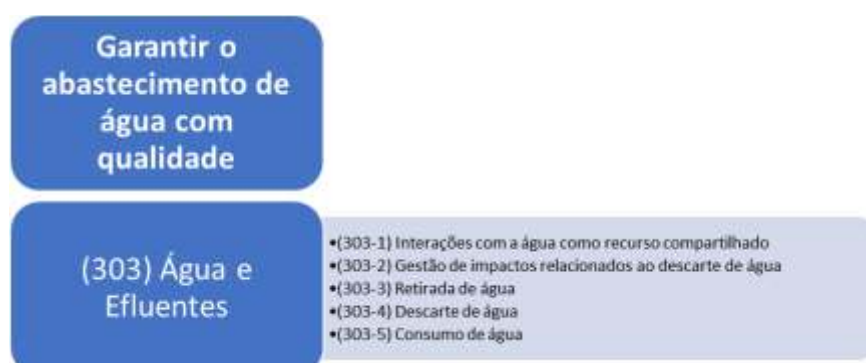 Garantir o
abastecimento de
água com
qualidade
(303) Água e
Efluentes
•(303-1) Interações com a água como recurso compartilhado
•(303-2) Gestão de impactos relacionados ao descarte de água
•(303-3) Retirada de água
•(303-4) Descarte de água
•(303-5) Consumo de água